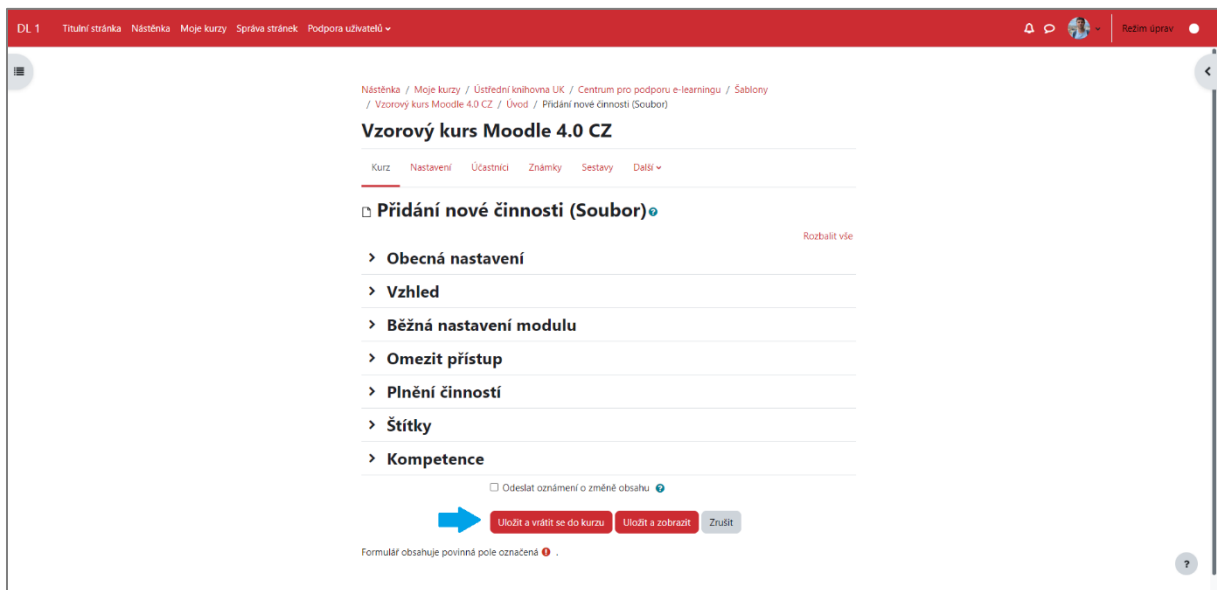 DL 1 Titulní stránka Nástěnka Moje kurzy Správa stránek Podpora uživatelů Režim úprav
Nástěnka / Moje kurzy / Ústřední knihovna UK / Centrum pro podporu e-learningu / Šablony
/ Vzorový kurs Moodle 4.0 CZ / Úvod / Přidání nové činnosti (Soubor)
Vzorový kurs Moodle 4.0 CZ
Kurz Nastavení Účastníci Známky Sestavy Další
Přidání nové činnosti (Soubor)
Rozbalit vše
Obecná nastavení
Vzhled
Běžná nastavení modulu
Omezit přístup
Plnění činností
Štítky
Kompetence
Odeslat oznámení o změně obsahu
Uložit a vrátit se do kurzu Uložit a zobrazit Zrušit
Formulář obsahuje povinná pole označená .
?